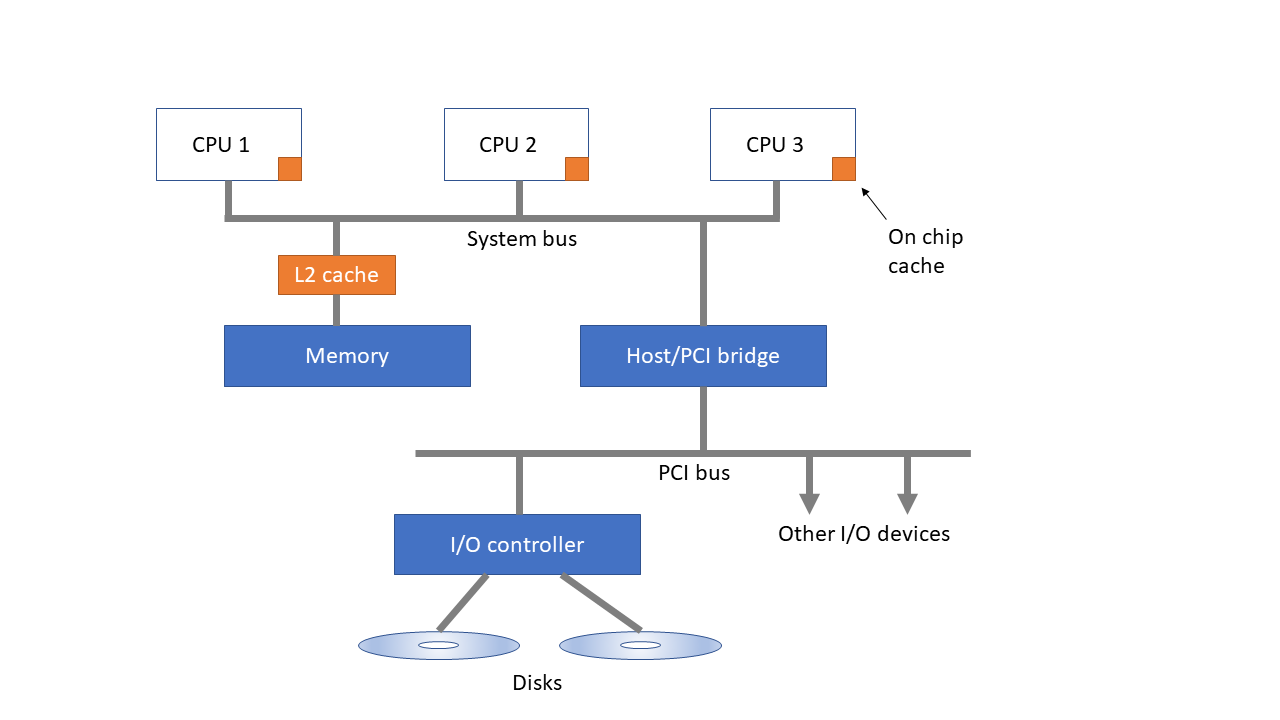 CPU 1
CPU 2
CPU 3
System bus
On chip
cache
L2 cache
Memory
Host/PCI bridge
PCI bus
I/O controller
Other I/O devices
Disks